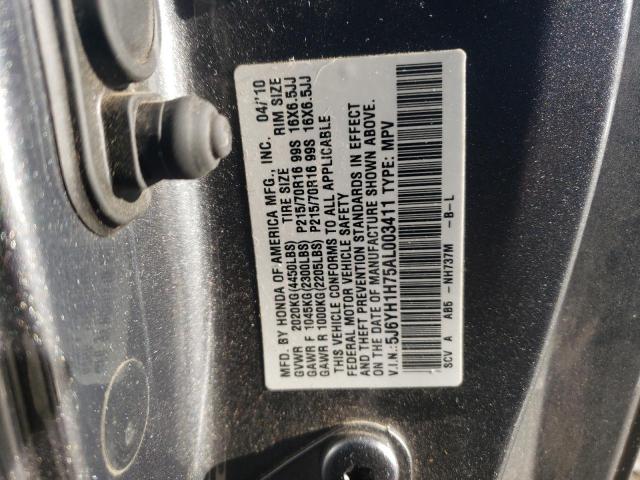 MFD. BY HONDA OF AMERICA MFG., INC. 04/'10
TIRE SIZE RIM SIZE
GVWR 2020KG(4450LBS)
GAWR F 1045KG(2300LBS) P215/70R16 99S 16X6.5JJ
GAWR R 1000KG(2205LBS) P215/70R16 99S 16X6.5JJ
THIS VEHICLE CONFORMS TO ALL APPLICABLE
FEDERAL MOTOR VEHICLE SAFETY
AND THEFT PREVENTION STANDARDS IN EFFECT
ON THE DATE OF MANUFACTURE SHOWN ABOVE.
V.I.N.: 5J6YH1H75AL003411 TYPE: MPV
SCV A AB5 -NH737M -B-L